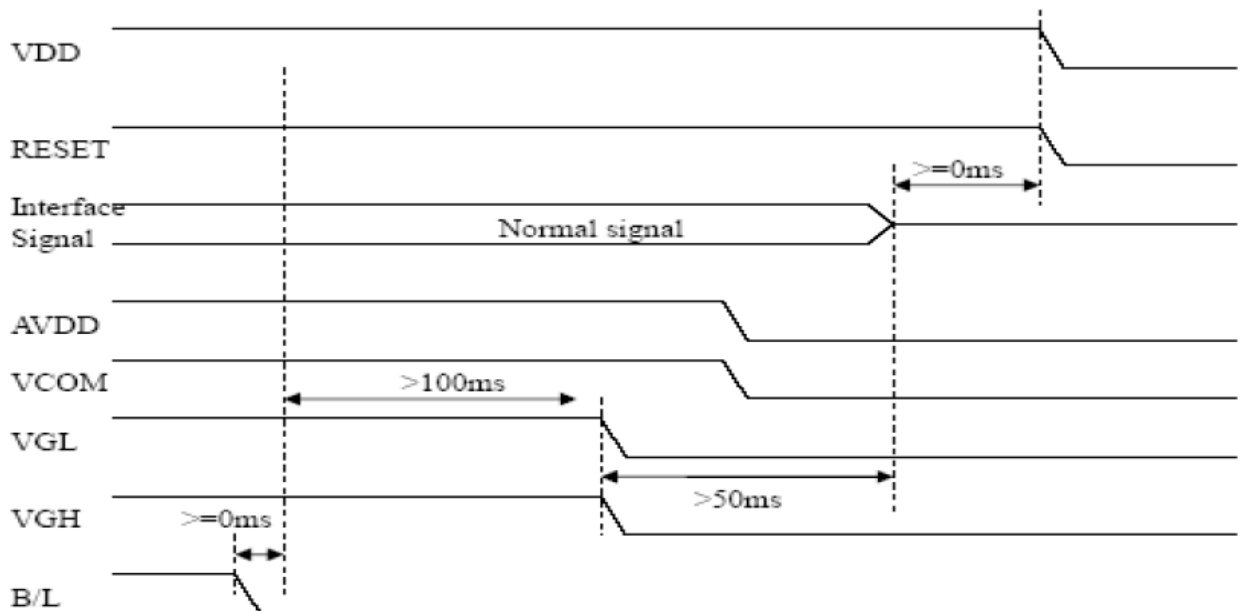 VDD
RESET
>=0ms
Interface
Signal
Normal signal
AVDD
VCOM
>100ms
VGL
>50ms
VGH
>=0ms
B/L